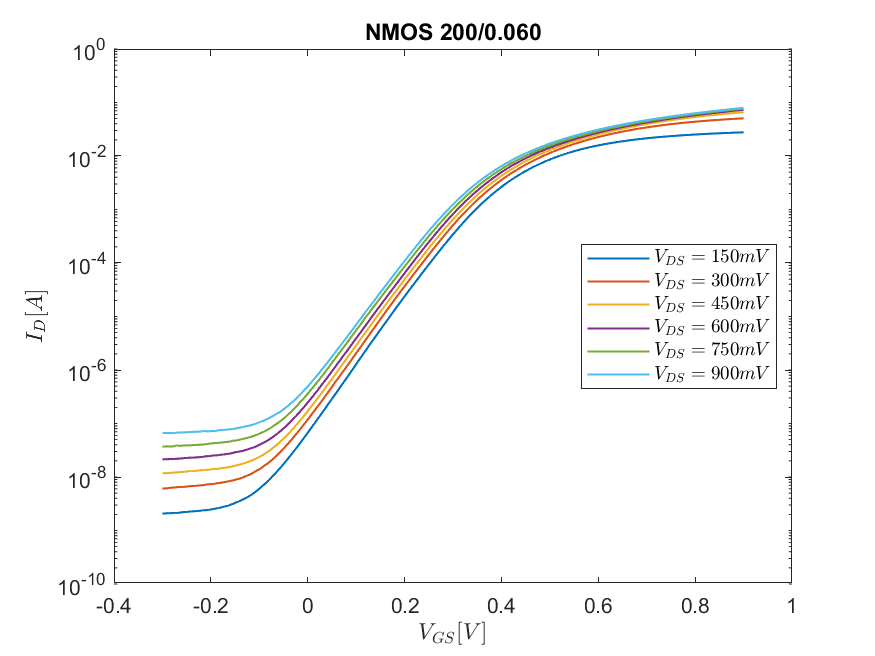 NMOS 200/0.060
10^0
10^-2
10^-4
10^-6
10^-8
10^-10
I_D[A]
V_DS = 150mV
V_DS = 300mV
V_DS = 450mV
V_DS = 600mV
V_DS = 750mV
V_DS = 900mV
-0.4 -0.2 0 0.2 0.4 0.6 0.8 1
V_GS[V]